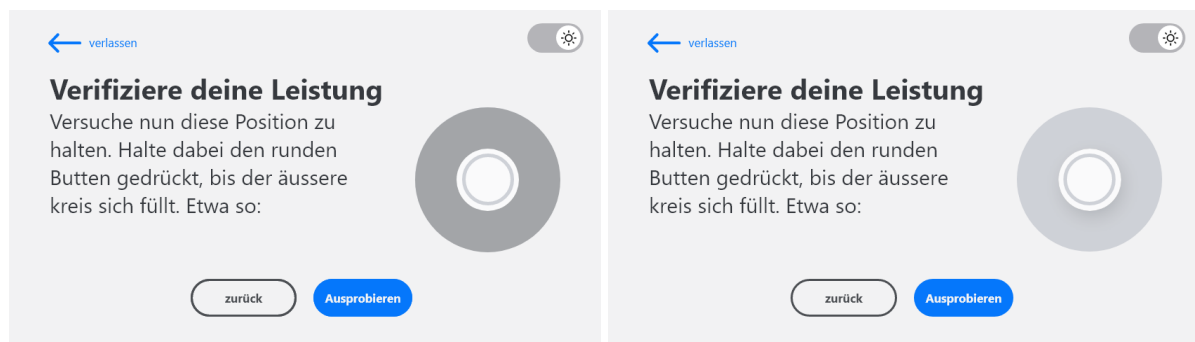 verlassen
Verifiziere deine Leistung
Versuche nun diese Position zu
halten. Halte dabei den runden
Butten gedrückt, bis der äussere
kreis sich füllt. Etwa so:
zurück
Ausprobieren
verlassen
Verifiziere deine Leistung
Versuche nun diese Position zu
halten. Halte dabei den runden
Butten gedrückt, bis der äussere
kreis sich füllt. Etwa so:
zurück
Ausprobieren